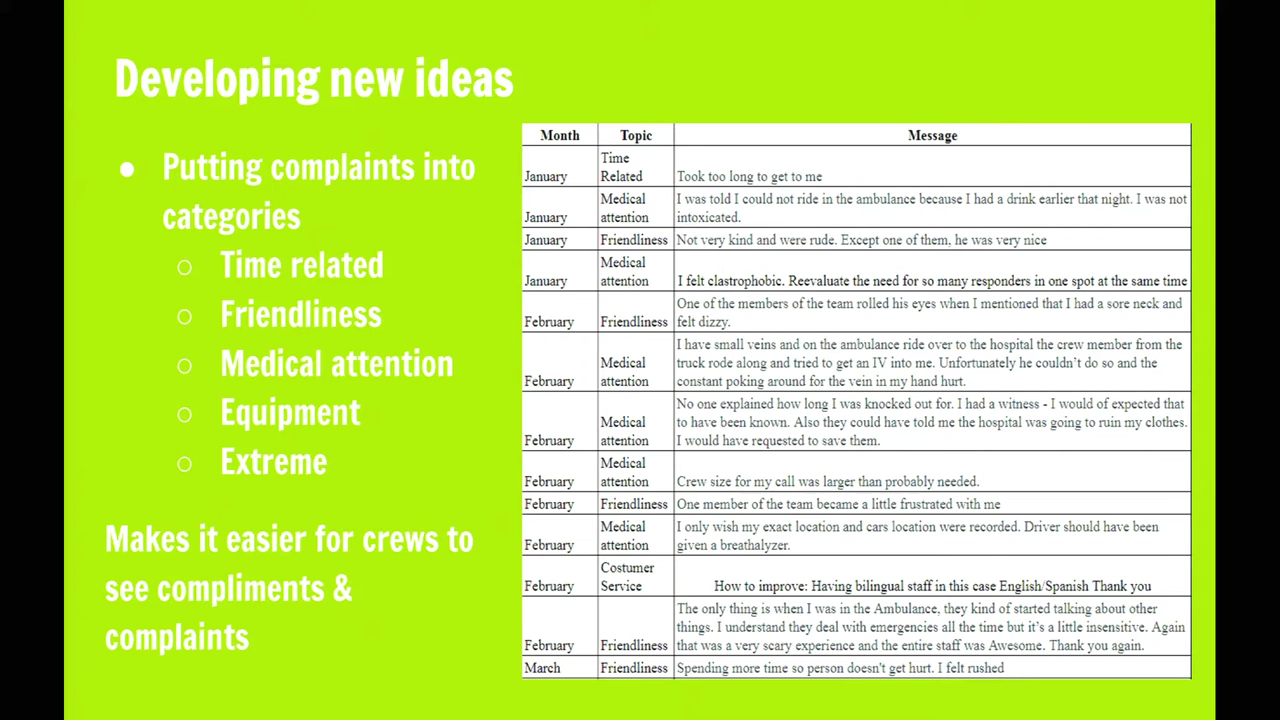 Developing new ideas
● Putting complaints into
categories
○ Time related
○ Friendliness
○ Medical attention
○ Equipment
○ Extreme
Makes it easier for crews to
see compliments &
complaints
Month Topic Message
Time
January Related Took too long to get to me
Medical I was told I could not ride in the ambulance because I had a drink earlier that night. I was not
January attention intoxicated.
January Friendliness Not very kind and were rude. Except one of them, he was very nice
Medical
January attention I felt clastrophobic. Reevaluate the need for so many responders in one spot at the same time
One of the members of the team rolled his eyes when I mentioned that I had a sore neck and
February Friendliness felt dizzy.
I have small veins and on the ambulance ride over to the hospital the crew member from the
Medical truck rode along and tried to get an IV into me. Unfortunately he couldn't do so and the
February attention constant poking around for the vein in my hand hurt.
No one explained how long I was knocked out for. I had a witness - I would of expected that
Medical to have been known. Also they could have told me the hospital was going to ruin my clothes.
February attention I would have requested to save them.
Medical
February attention Crew size for my call was larger than probably needed.
February Friendliness One member of the team became a little frustrated with me
Medical I only wish my exact location and cars location were recorded. Driver should have been
February attention given a breathalyzer.
Costumer
February Service How to improve: Having bilingual staff in this case English/Spanish Thank you
The only thing is when I was in the Ambulance, they kind of started talking about other
things. I understand they deal with emergencies all the time but it's a little insensitive. Again
February Friendliness that was a very scary experience and the entire staff was Awesome. Thank you again.
March Friendliness Spending more time so person doesn't get hurt. I felt rushed